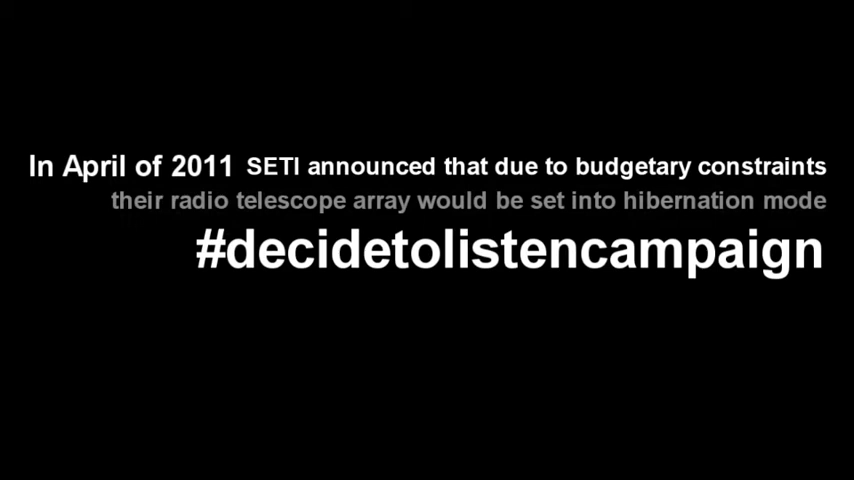 In April of 2011 SETI announced that due to budgetary constraints
their radio telescope array would be set into hibernation mode
#decidetolistencampaign